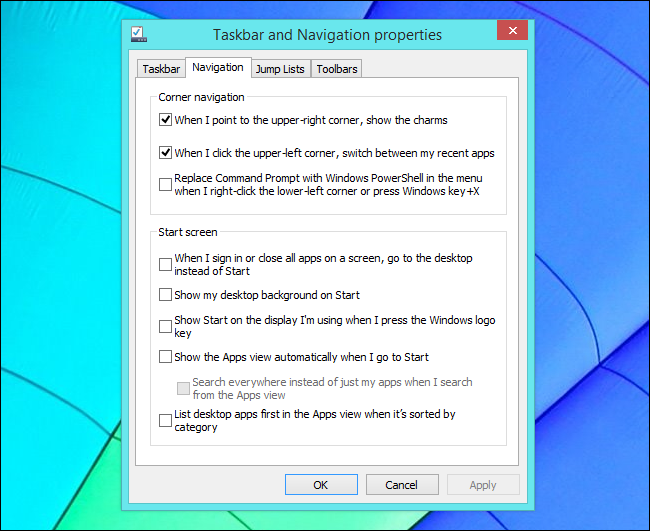 Taskbar and Navigation properties
Taskbar Navigation Jump Lists Toolbars
Corner navigation
When I point to the upper-right corner, show the charms
When I click the upper-left corner, switch between my recent apps
Replace Command Prompt with Windows PowerShell in the menu
when I right-click the lower-left corner or press Windows key+X
Start screen
When I sign in or close all apps on a screen, go to the desktop
instead of Start
Show my desktop background on Start
Show Start on the display I'm using when I press the Windows logo
key
Show the Apps view automatically when I go to Start
Search everywhere instead of just my apps when I search
from the Apps view
List desktop apps first in the Apps view when it's sorted by
category
OK Cancel Apply